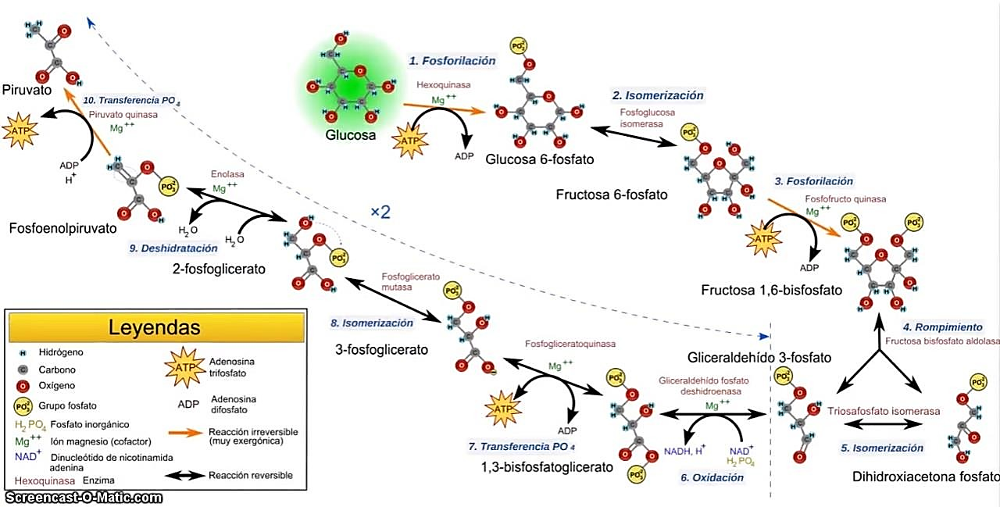 Piruvato
10. Transferencia PO4
Piruvato quinasa
Mg++
ATP
ADP
H+
Fosfoenolpiruvato
Enolasa
Mg++
H2O
H2O
9. Deshidratación
2-fosfoglicerato
Fosfoglicerato
mutasa
8. Isomerización
3-fosfoglicerato
×2
Glucosa
1. Fosforilación
Hexoquinasa
Mg++
ATP
ADP
Glucosa 6-fosfato
2. Isomerización
Fosfoglucosa
isomerasa
Fructosa 6-fosfato
3. Fosforilación
Fosfofructo quinasa
Mg++
ATP
ADP
Fructosa 1,6-bisfosfato
4. Rompimiento
Fructosa bisfosfato aldolasa
Gliceraldehído 3-fosfato
Triosafosfato isomerasa
5. Isomerización
Dihidroxiacetona fosfato
Gliceraldehído fosfato
deshidroenasa
Mg++
NADH, H+
NAD+
H2PO4
6. Oxidación
Fosfogliceratoquinasa
Mg++
ATP
ADP
7. Transferencia PO4
1,3-bisfosfatoglicerato
Leyendas
H Hidrógeno
C Carbono
O Oxígeno
PO3 2- Grupo fosfato
H2PO4 Fosfato inorgánico
Mg++ Ión magnesio (cofactor)
NAD+ Dinucleótido de nicotinamida
adenina
Hexoquinasa Enzima
ATP Adenosina
trifosfato
ADP Adenosina
difosfato
Reacción irreversible
(muy exergónica)
Reacción reversible
Screencast-O-Matic.com